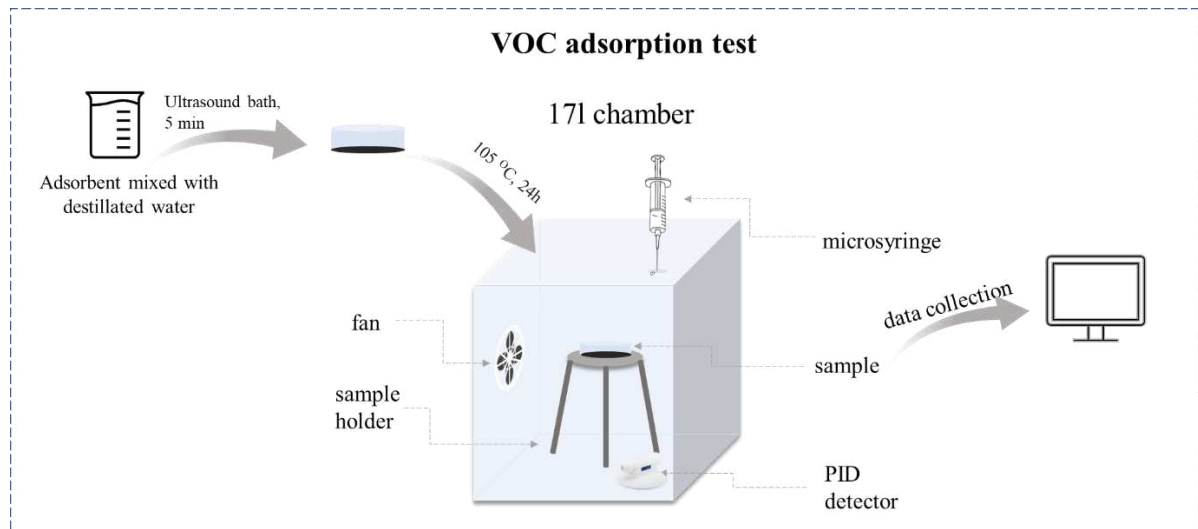 VOC adsorption test
Ultrasound bath,
5 min
Adsorbent mixed with
destillated water
105 ºC, 24h
17l chamber
microsyringe
fan
data collection
sample
sample
holder
PID
detector